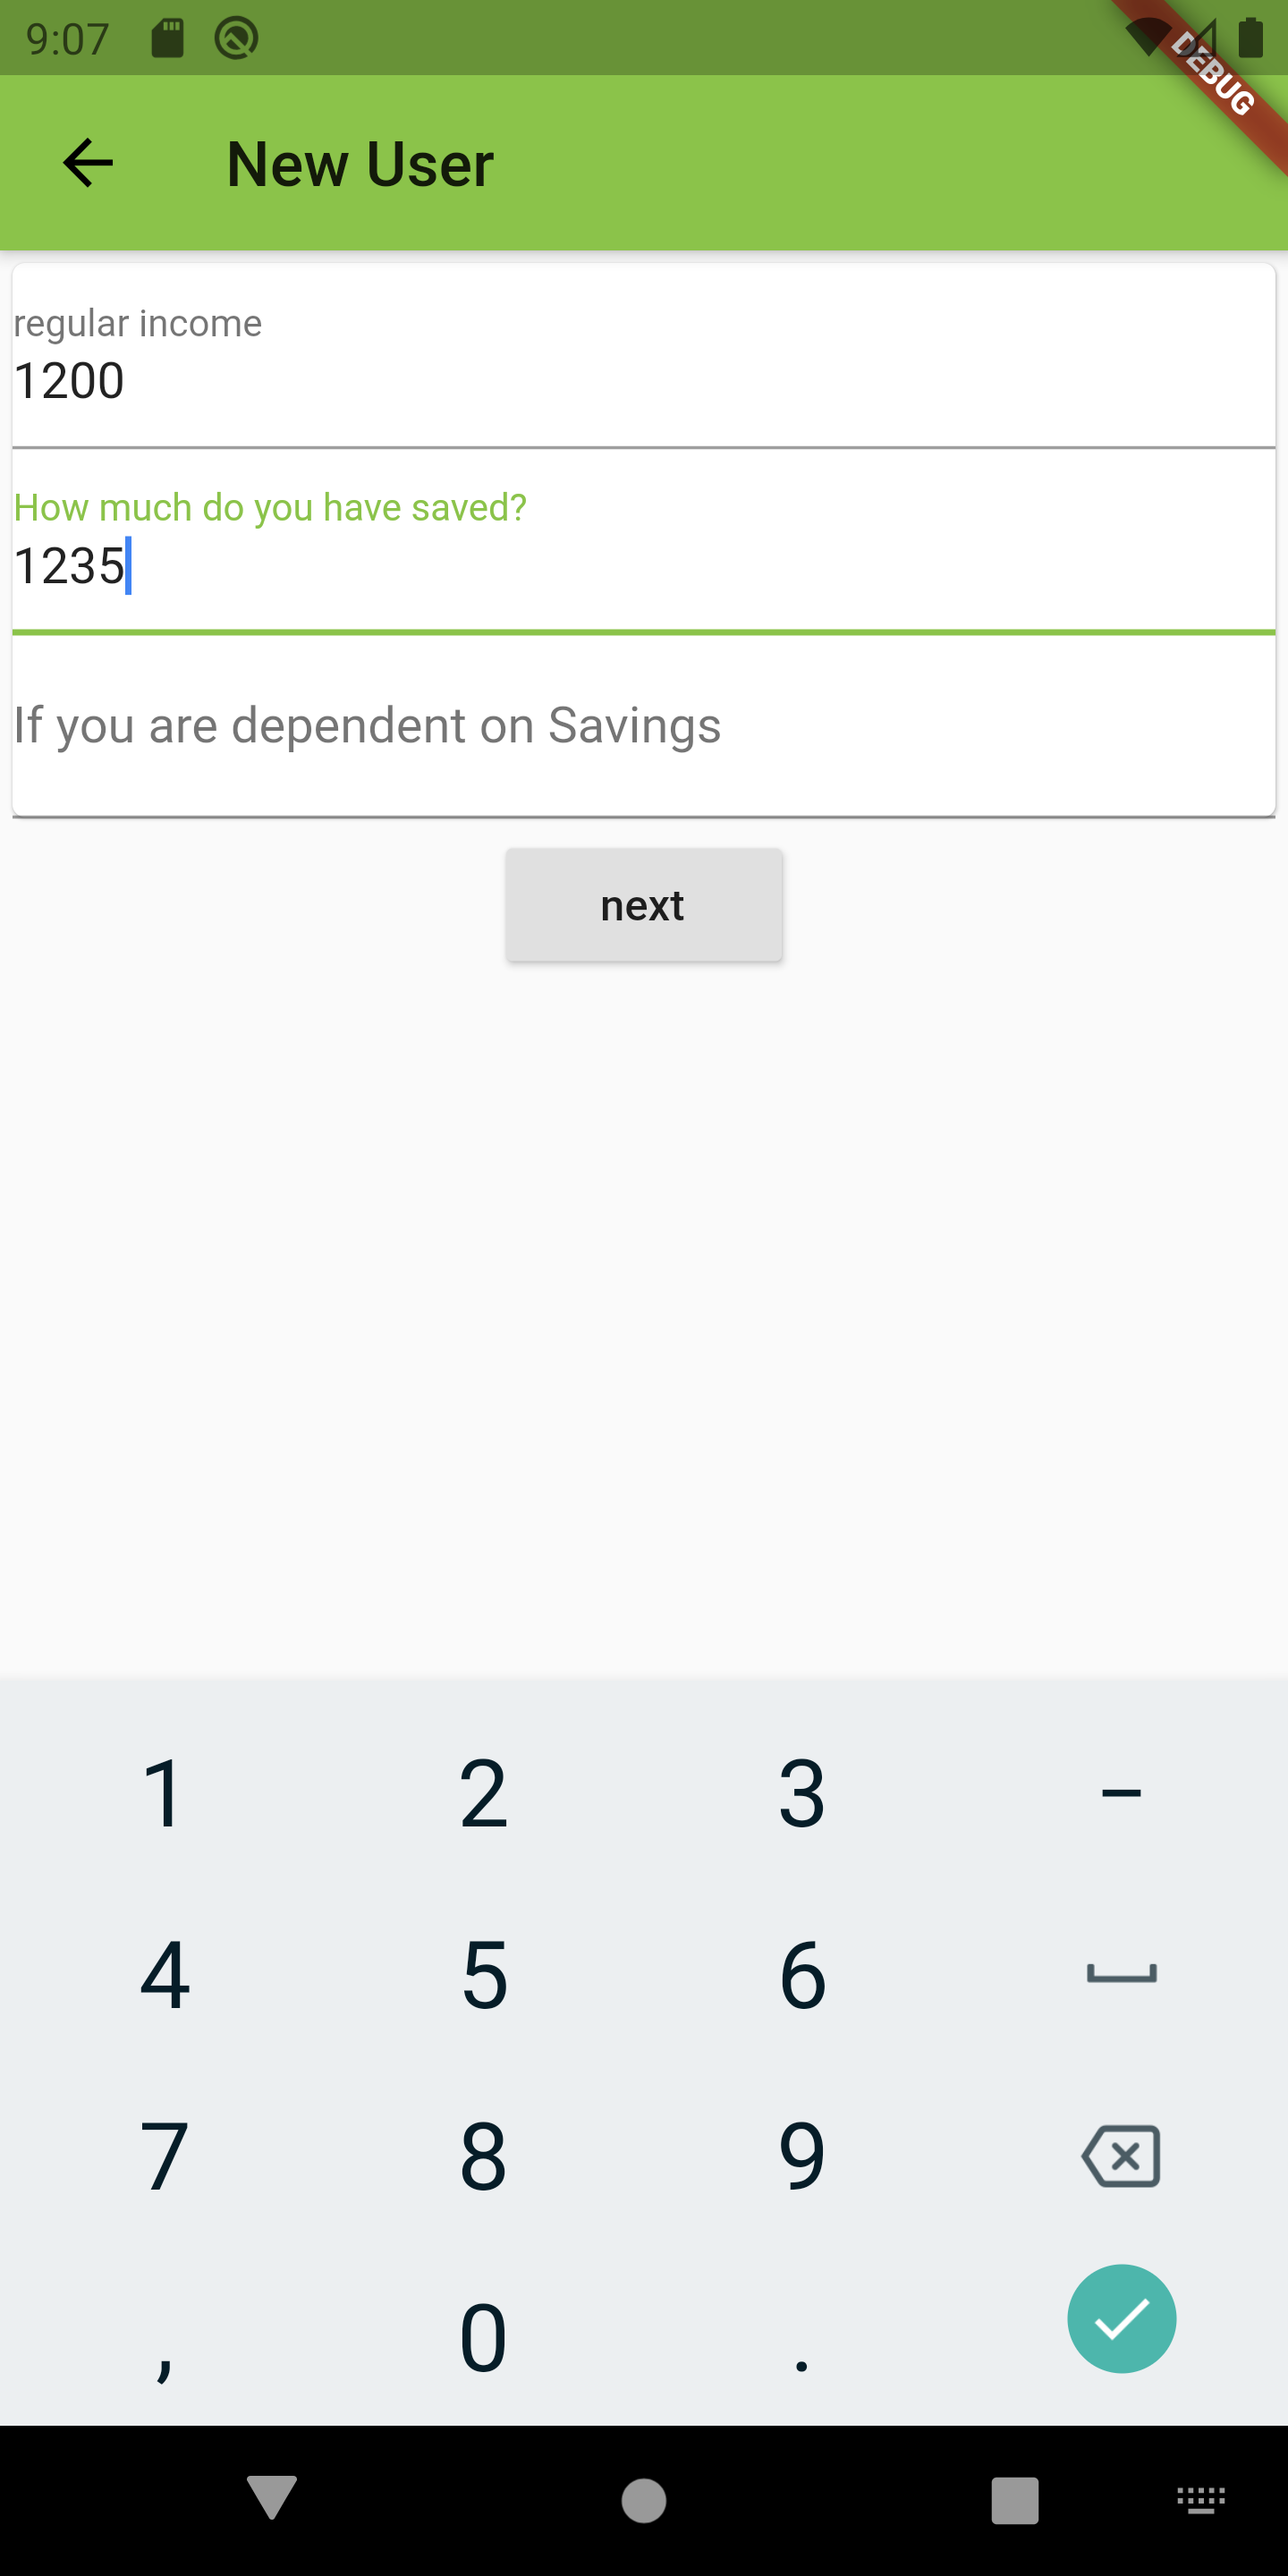 9:07
DEBUG
New User
regular income
1200
How much do you have saved?
1235
If you are dependent on Savings
next
1 2 3 –
4 5 6
7 8 9
, 0 .